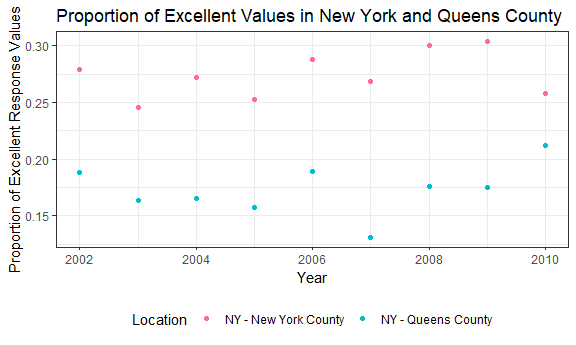 Proportion of Excellent Values in New York and Queens County
Proportion of Excellent Response Values
0.30
0.25
0.20
0.15
2002 2004 2006 2008 2010
Year
Location NY - New York County NY - Queens County